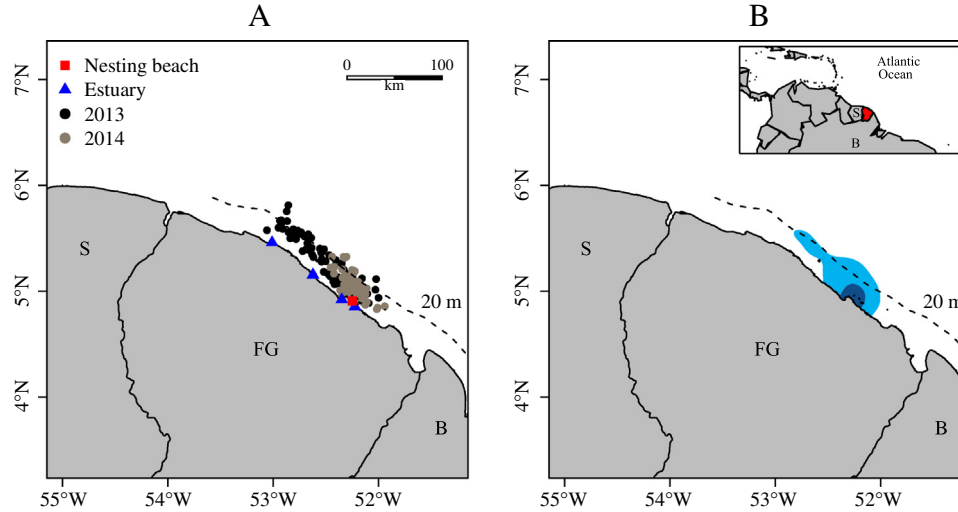 A
B
Nesting beach
Estuary
2013
2014
0 100
km
7°N
6°N
5°N
4°N
S
FG
B
20 m
55°W 54°W 53°W 52°W
Atlantic
Ocean
S
B
7°N
6°N
5°N
4°N
S
FG
B
20 m
55°W 54°W 53°W 52°W